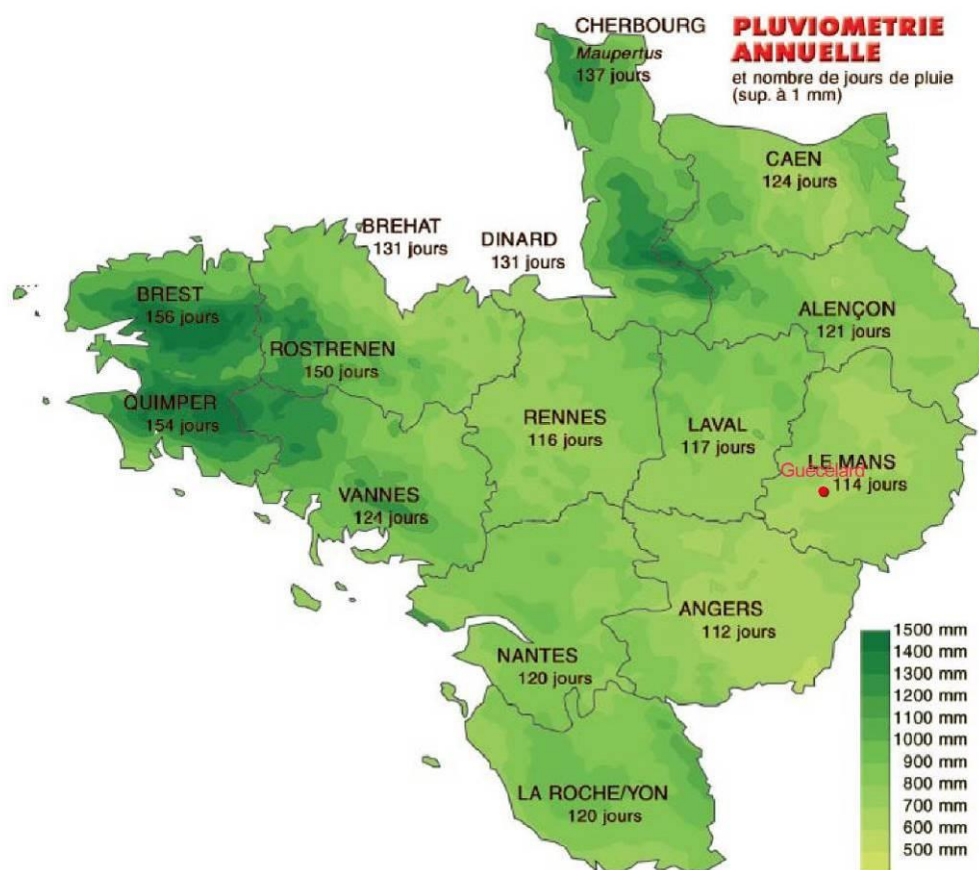 CHERBOURG
Maupertus
137 jours
PLUVIOMETRIE
ANNUELLE
et nombre de jours de pluie
(sup. à 1 mm)
CAEN
124 jours
BREHAT
131 jours
DINARD
131 jours
BREST
156 jours
ALENÇON
121 jours
ROSTRENEN
150 jours
QUIMPER
154 jours
RENNES
116 jours
LAVAL
117 jours
LE MANS
Guécélard
114 jours
VANNES
124 jours
ANGERS
112 jours
NANTES
120 jours
LA ROCHE/YON
120 jours
1500 mm
1400 mm
1300 mm
1200 mm
1100 mm
1000 mm
900 mm
800 mm
700 mm
600 mm
500 mm